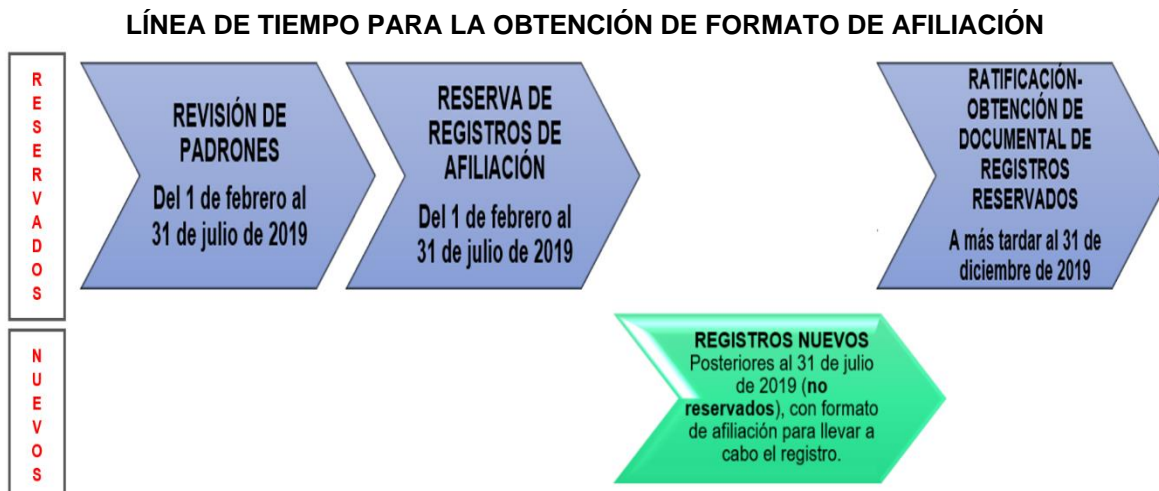 LÍNEA DE TIEMPO PARA LA OBTENCIÓN DE FORMATO DE AFILIACIÓN
RESERVADOS
REVISIÓN DE
PADRONES
Del 1 de febrero al
31 de julio de 2019
RESERVA DE
REGISTROS DE
AFILIACIÓN
Del 1 de febrero al
31 de julio de 2019
RATIFICACIÓN-
OBTENCIÓN DE
DOCUMENTAL DE
REGISTROS
RESERVADOS
A más tardar al 31 de
diciembre de 2019
NUEVOS
REGISTROS NUEVOS
Posteriores al 31 de julio
de 2019 (no
reservados), con formato
de afiliación para llevar a
cabo el registro.